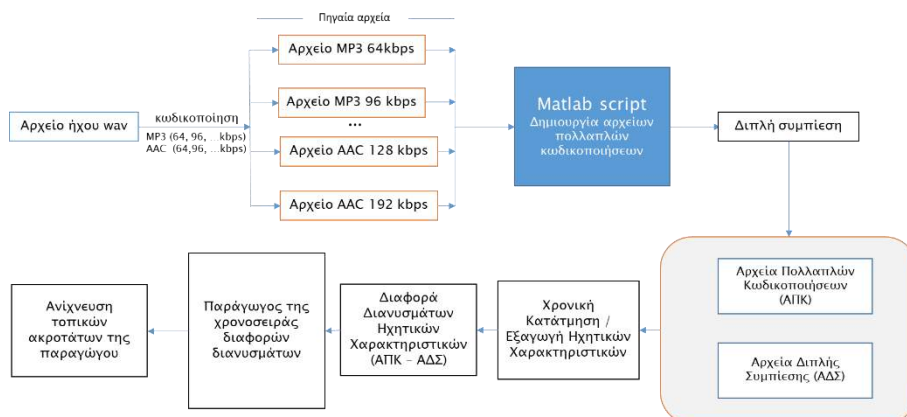 Πηγαία αρχεία
Αρχείο MP3 64kbps
Αρχείο MP3 96 kbps
...
Αρχείο AAC 128 kbps
Αρχείο AAC 192 kbps
Αρχείο ήχου wav
κωδικοποίηση
MP3 (64, 96, ...kbps)
AAC (64,96, ...kbps)
Matlab script
Δημιουργία αρχείων
πολλαπλών
κωδικοποιήσεων
Διπλή συμπίεση
Αρχεία Πολλαπλών
Κωδικοποιήσεων
(ΑΠΚ)
Αρχεία Διπλής
Συμπίεσης (ΑΔΣ)
Χρονική
Κατάτμηση /
Εξαγωγή Ηχητικών
Χαρακτηριστικών
Διαφορά
Διανυσμάτων
Ηχητικών
Χαρακτηριστικών
(ΑΠΚ – ΑΔΣ)
Παράγωγος της
χρονοσειράς
διαφορών
διανυσμάτων
Ανίχνευση
τοπικών
ακροτάτων της
παραγώγου